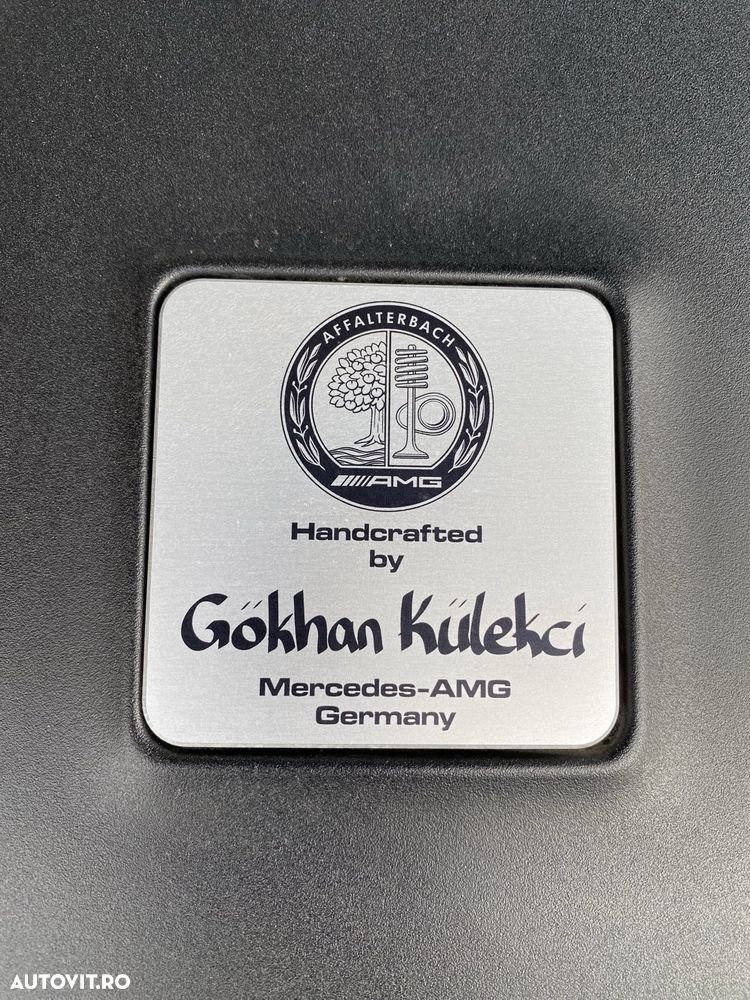 AFFALTERBACH
AMG
Handcrafted
by
Gökhan Külekci
Mercedes-AMG
Germany
AUTOVIT.RO